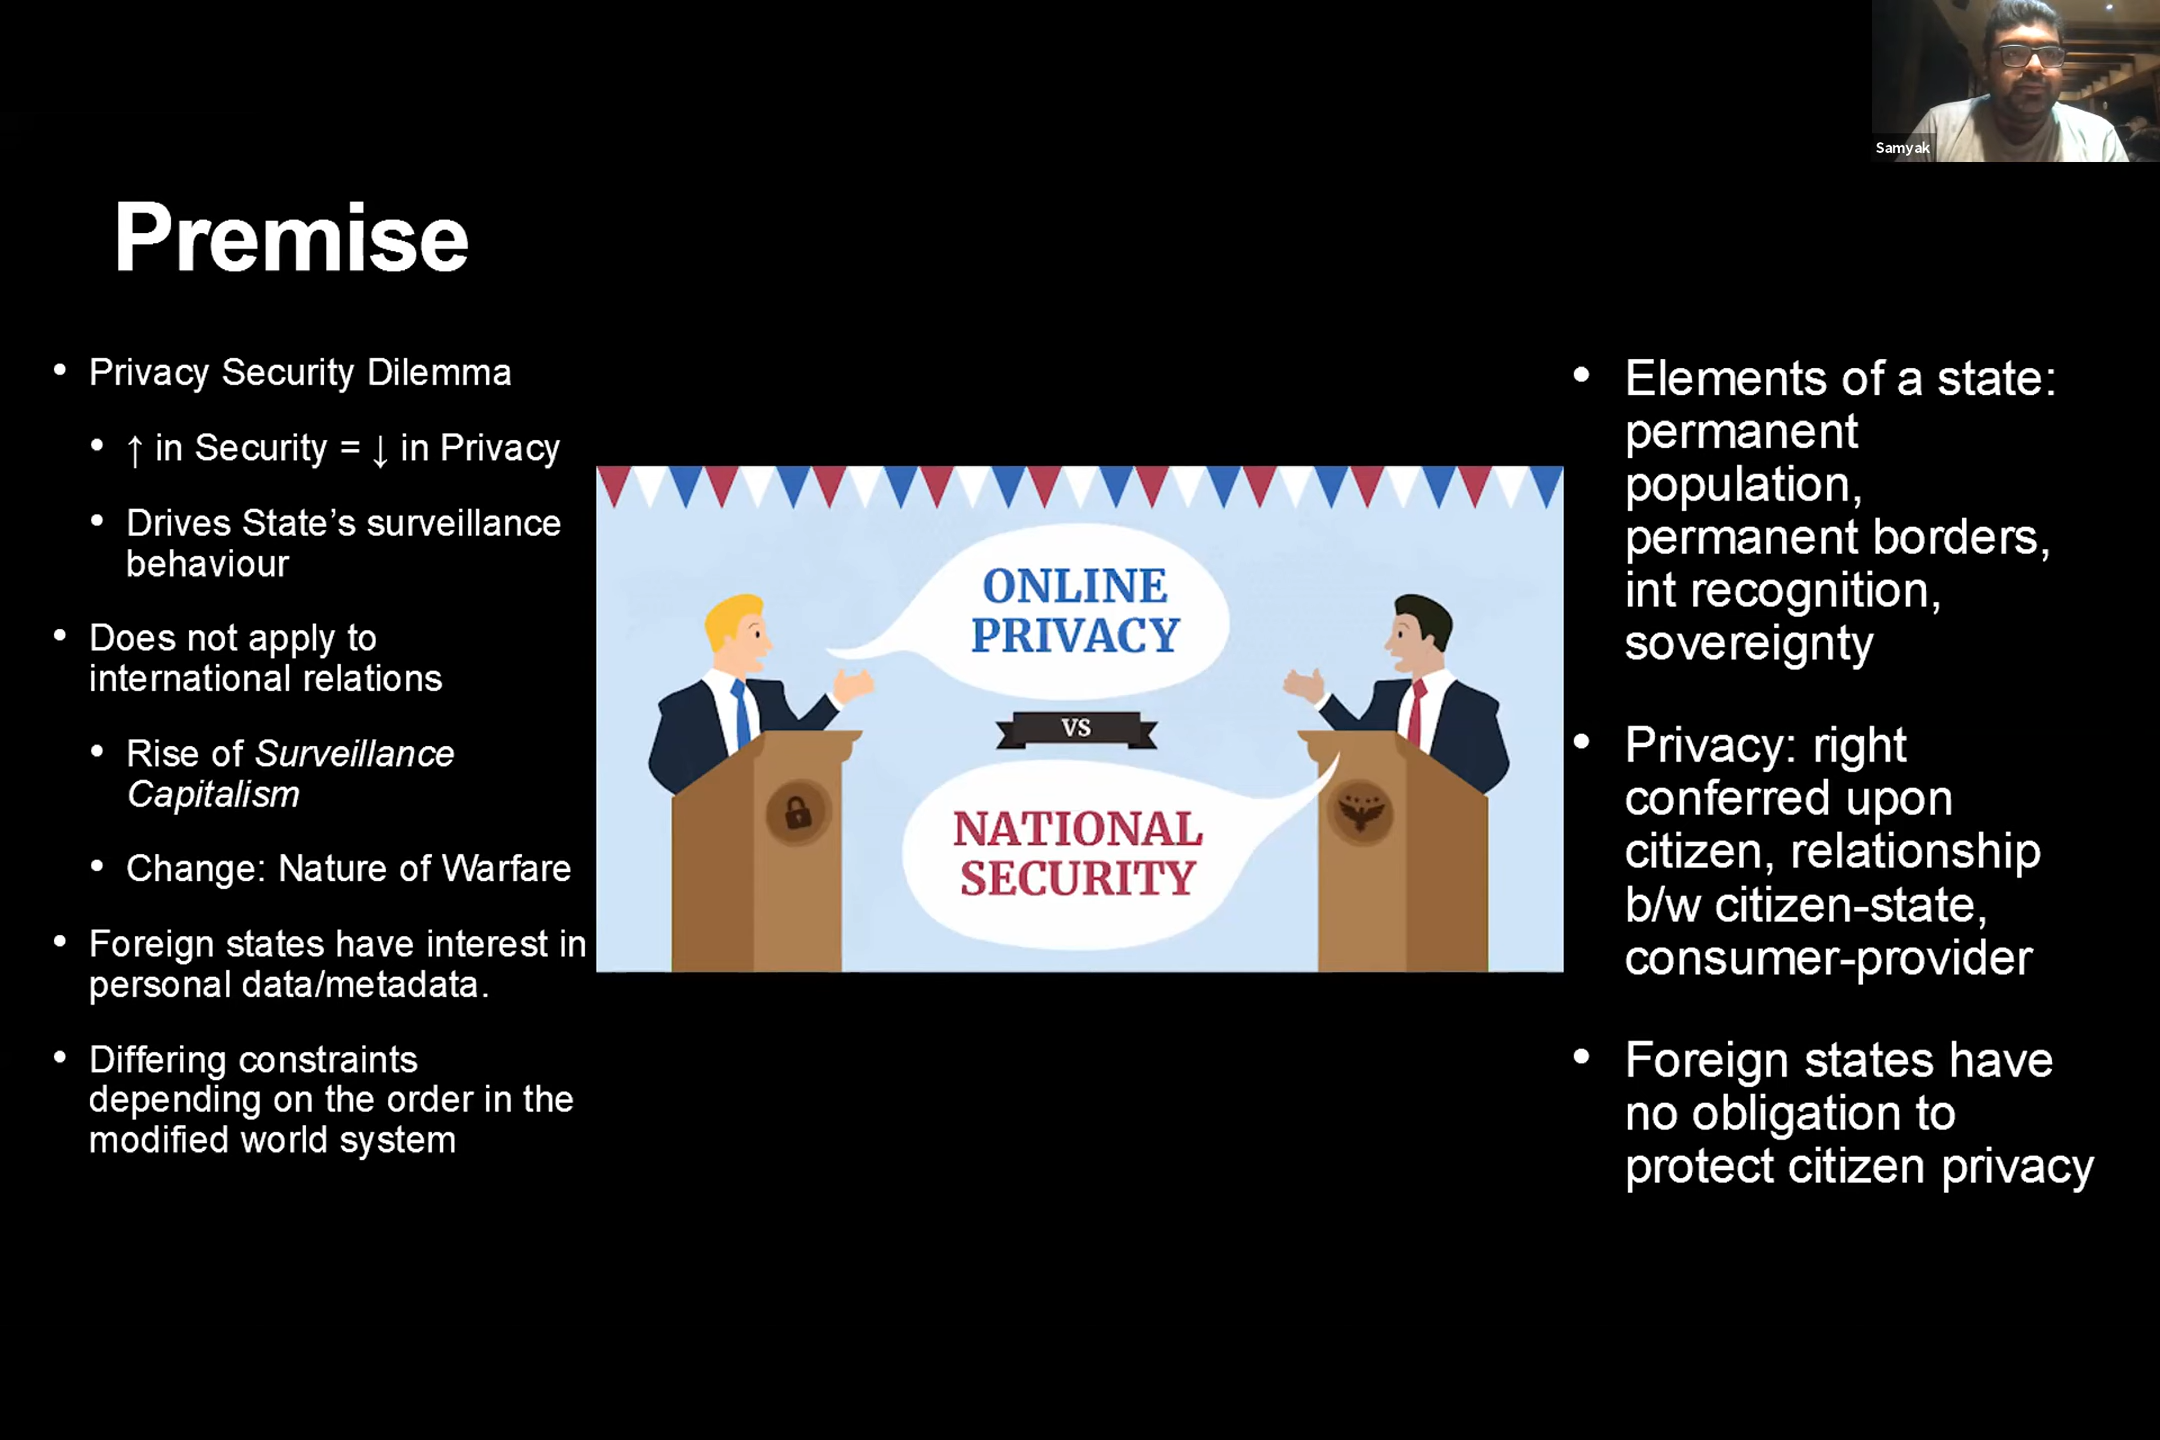 Samyak
Premise
• Privacy Security Dilemma
• ↑ in Security = ↓ in Privacy
• Drives State’s surveillance
behaviour
• Does not apply to
international relations
• Rise of Surveillance
Capitalism
• Change: Nature of Warfare
• Foreign states have interest in
personal data/metadata.
• Differing constraints
depending on the order in the
modified world system
ONLINE
PRIVACY
VS
NATIONAL
SECURITY
• Elements of a state:
permanent
population,
permanent borders,
int recognition,
sovereignty
• Privacy: right
conferred upon
citizen, relationship
b/w citizen-state,
consumer-provider
• Foreign states have
no obligation to
protect citizen privacy